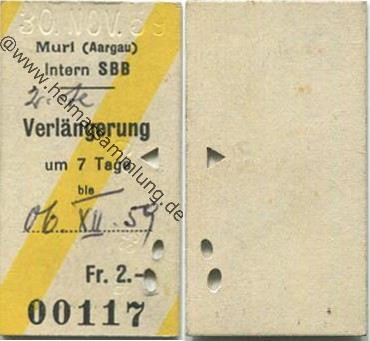 30. NOV. 59
Muri (Aargau)
Intern SBB
Verlängerung
um 7 Tage
bis
06. XII. 59
Fr. 2.-
00117
@www.heimatsammlung.de